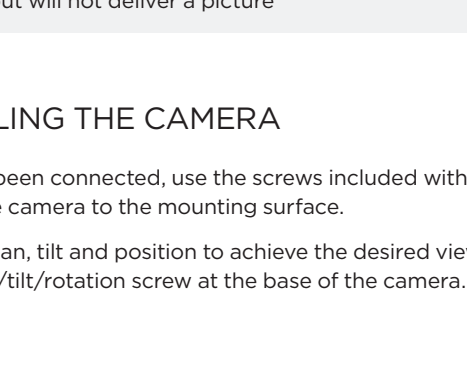 ut will not deliver a picture
LING THE CAMERA
been connected, use the screws included with
e camera to the mounting surface.
an, tilt and position to achieve the desired vie
/tilt/rotation screw at the base of the camera.